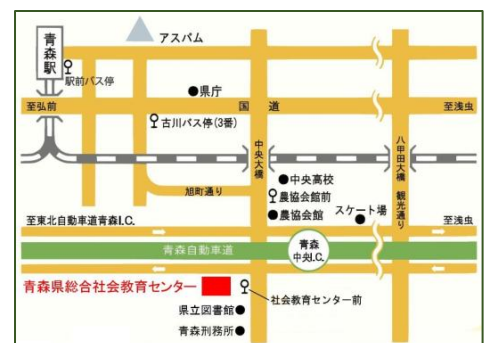 アスパム
青森駅
駅前バス停
県庁
至弘前
国道
至浅虫
古川バス停(3番)
中央大橋
八甲田大橋
観光通り
中央高校
旭町通り
農協会館前
農協会館
スケート場
至東北自動車道青森I.C.
至浅虫
青森自動車道
青森
中央I.C.
青森県総合社会教育センター
社会教育センター前
県立図書館
青森刑務所